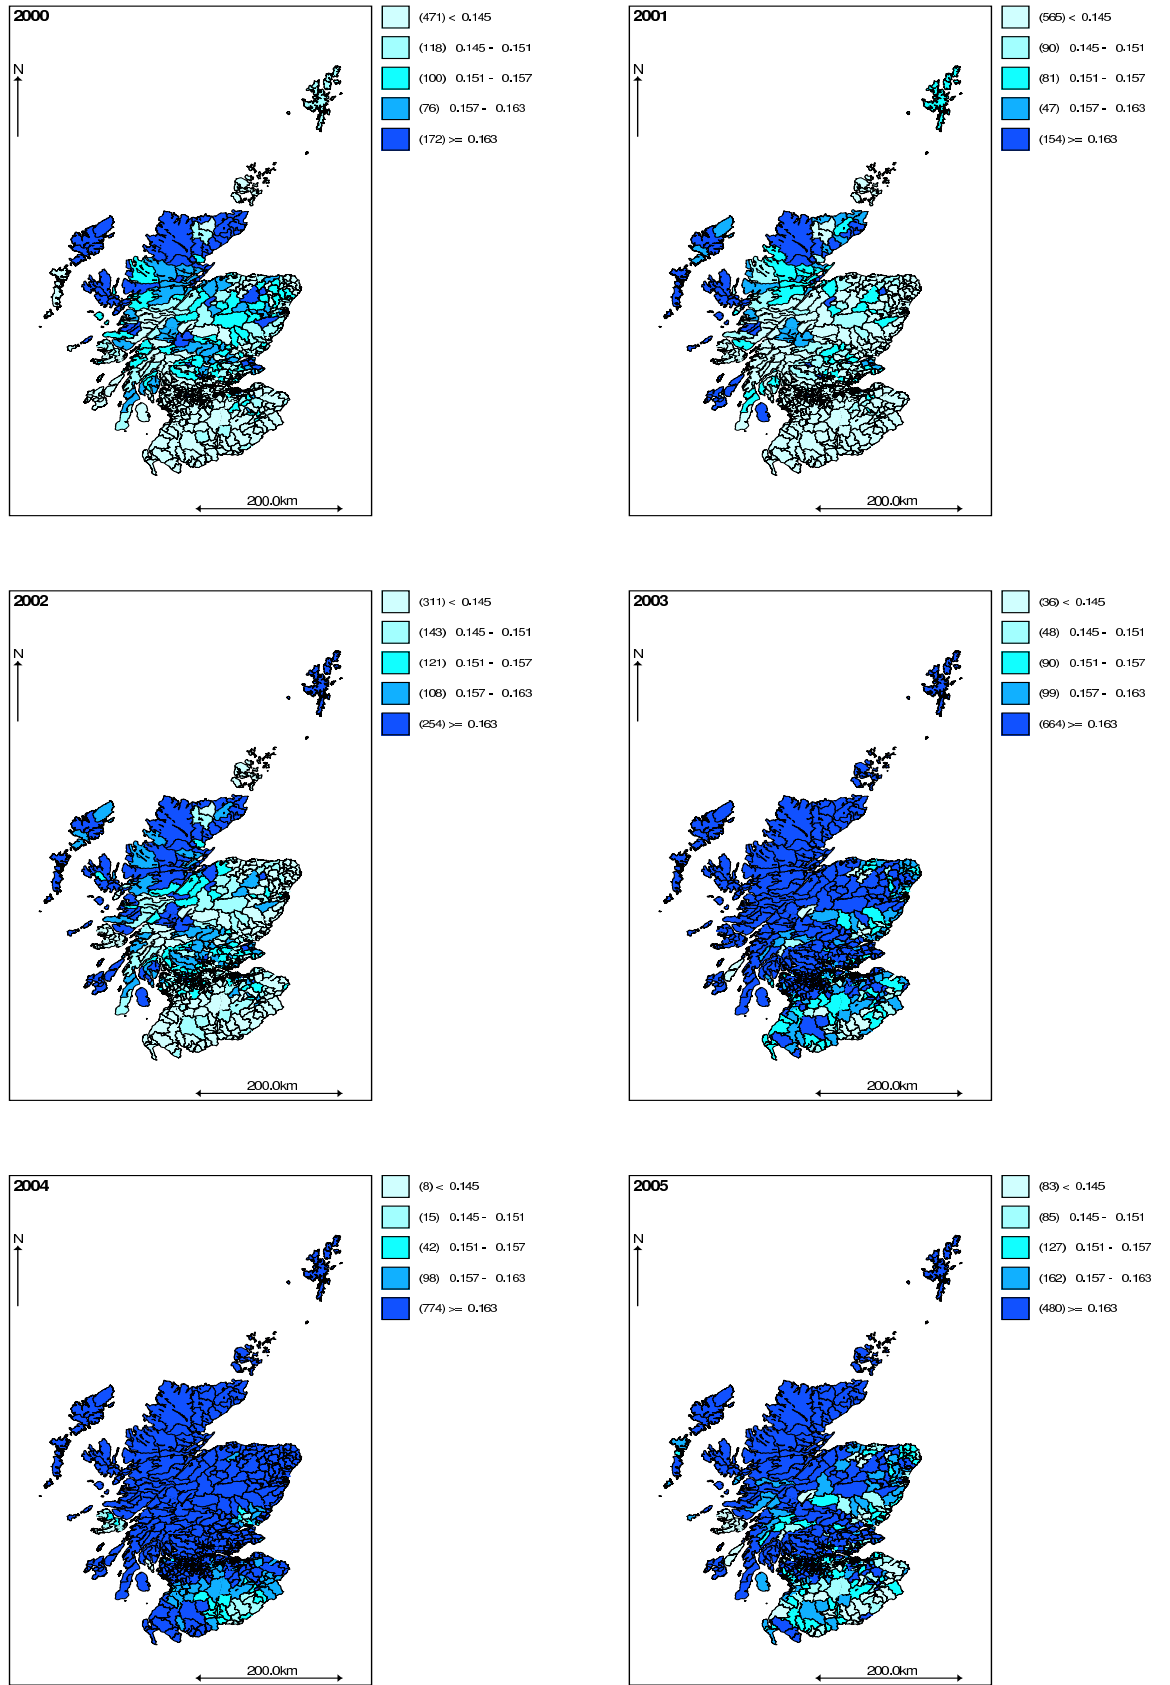 2000
(471) < 0.145
(118) 0.145 - 0.151
(100) 0.151 - 0.157
(76) 0.157 - 0.163
(172) >= 0.163
N
200.0km
2001
(565) < 0.145
(90) 0.145 - 0.151
(81) 0.151 - 0.157
(47) 0.157 - 0.163
(154) >= 0.163
N
200.0km
2002
(311) < 0.145
(143) 0.145 - 0.151
(121) 0.151 - 0.157
(108) 0.157 - 0.163
(254) >= 0.163
N
200.0km
2003
(36) < 0.145
(48) 0.145 - 0.151
(90) 0.151 - 0.157
(99) 0.157 - 0.163
(664) >= 0.163
N
200.0km
2004
(8) < 0.145
(15) 0.145 - 0.151
(42) 0.151 - 0.157
(98) 0.157 - 0.163
(774) >= 0.163
N
200.0km
2005
(83) < 0.145
(85) 0.145 - 0.151
(127) 0.151 - 0.157
(162) 0.157 - 0.163
(480) >= 0.163
N
200.0km